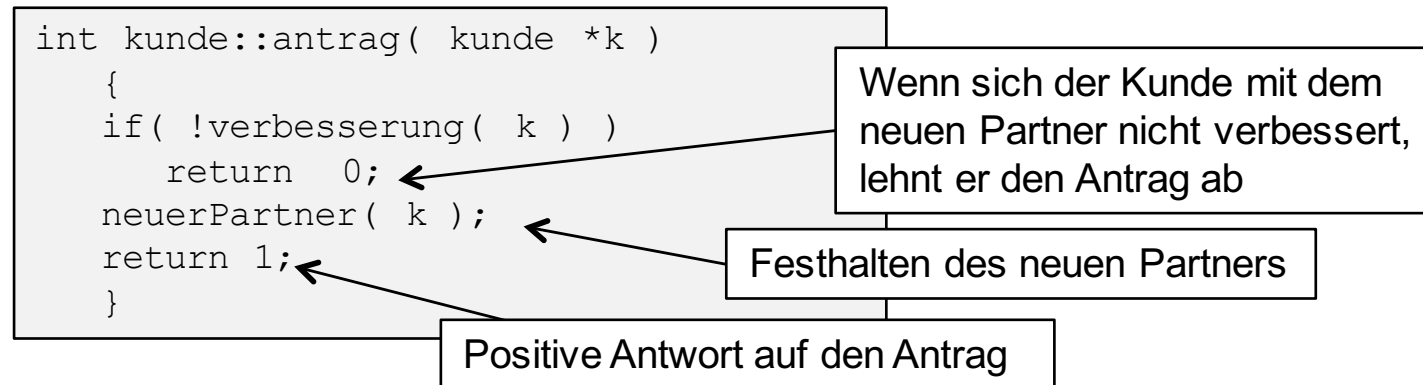 int kunde::antrag( kunde *k )
{
if( !verbesserung( k ) )
return  0;
neuerPartner( k );
return 1;
}
Wenn sich der Kunde mit dem
neuen Partner nicht verbessert,
lehnt er den Antrag ab
Festhalten des neuen Partners
Positive Antwort auf den Antrag